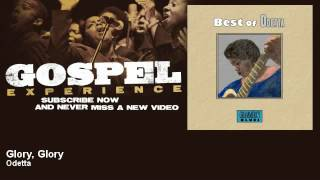 GOSPEL
EXPERIENCE
SUBSCRIBE NOW
AND NEVER MISS A NEW VIDEO
Glory, Glory
Odetta
Best of ODETTA